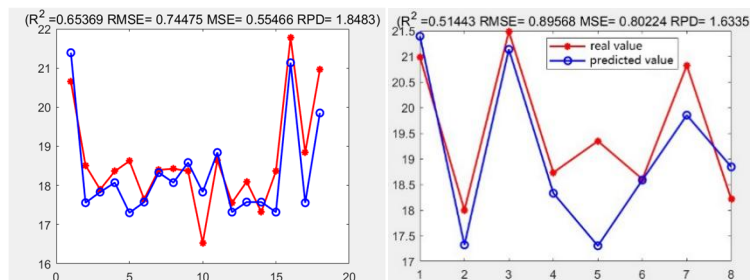 (R² =0.65369 RMSE= 0.74475 MSE= 0.55466 RPD= 1.8483)
22
21
20
19
18
17
16
0 5 10 15 20
(R² =0.51443 RMSE= 0.89568 MSE= 0.80224 RPD= 1.6335
21.5
21
20.5
20
19.5
19
18.5
18
17.5
17
1 2 3 4 5 6 7 8
real value
predicted value